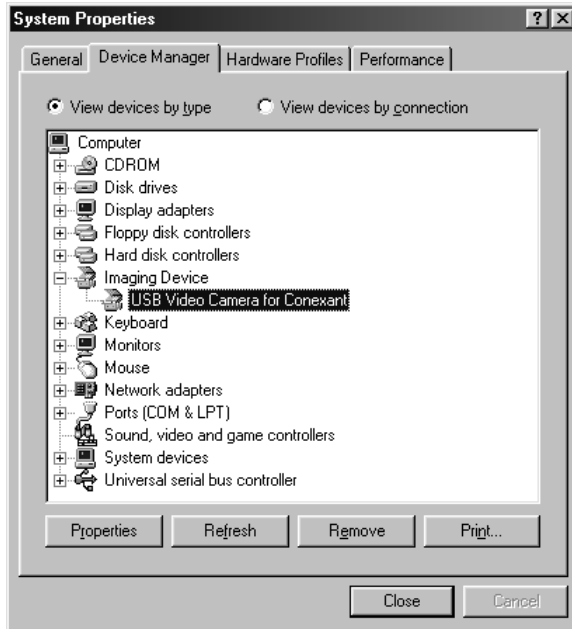 System Properties
General Device Manager Hardware Profiles Performance
View devices by type View devices by connection
Computer
CDROM
Disk drives
Display adapters
Floppy disk controllers
Hard disk controllers
Imaging Device
USB Video Camera for Conexant
Keyboard
Monitors
Mouse
Network adapters
Ports (COM & LPT)
Sound, video and game controllers
System devices
Universal serial bus controller
Properties Refresh Remove Print...
Close Cancel